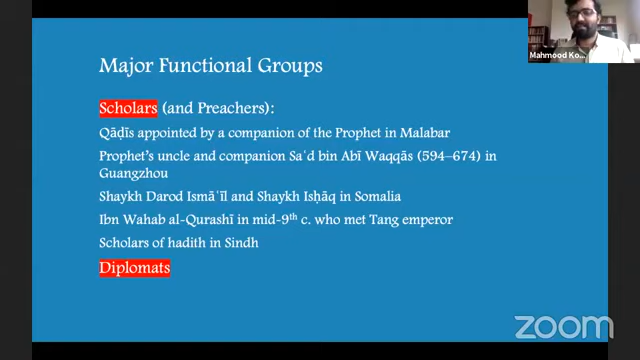 Major Functional Groups
Mahmood Ko...
Scholars (and Preachers):
Qāḍīs appointed by a companion of the Prophet in Malabar
Prophet's uncle and companion Saʿd bin Abī Waqqās (594–674) in
Guangzhou
Shaykh Darod Ismāʿīl and Shaykh Isḥāq in Somalia
Ibn Wahab al-Qurashī in mid-9th c. who met Tang emperor
Scholars of hadith in Sindh
Diplomats
zoom